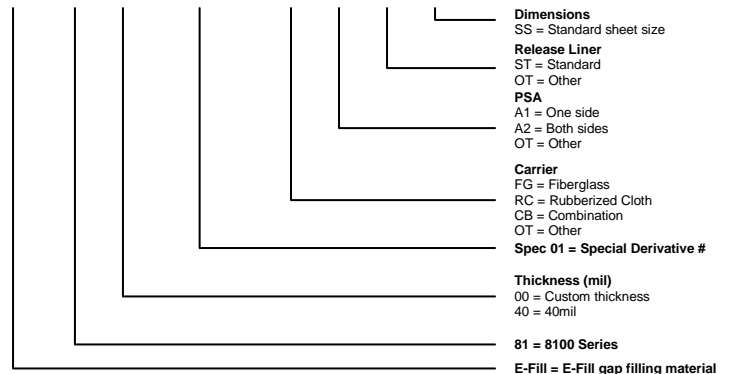 Dimensions
SS = Standard sheet size
Release Liner
ST = Standard
OT = Other
PSA
A1 = One side
A2 = Both sides
OT = Other
Carrier
FG = Fiberglass
RC = Rubberized Cloth
CB = Combination
OT = Other
Spec 01 = Special Derivative #
Thickness (mil)
00 = Custom thickness
40 = 40mil
81 = 8100 Series
E-Fill = E-Fill gap filling material